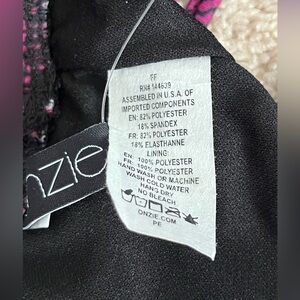 nzie
FF
RN# 144639
ASSEMBLED IN U.S.A. OF
IMPORTED COMPONENTS
EN: 82% POLYESTER
18% SPANDEX
FR: 82% POLYESTER
18% ELASTHANNE
LINING:
EN: 100% POLYESTER
FR: 100% POLYESTER
HAND WASH OR MACHINE
WASH COLD WATER
HANG DRY
NO BLEACH
ONZIE.COM
PE